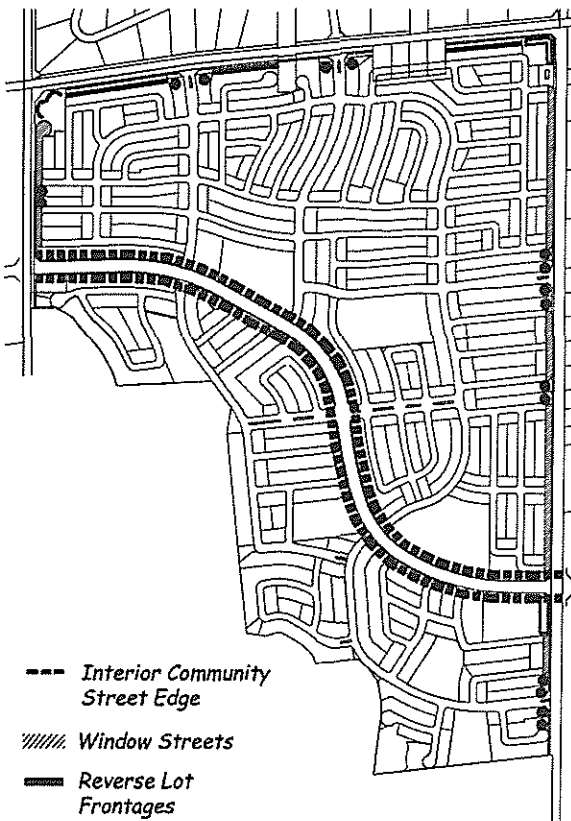 Interior Community
Street Edge
Window Streets
Reverse Lot
Frontages